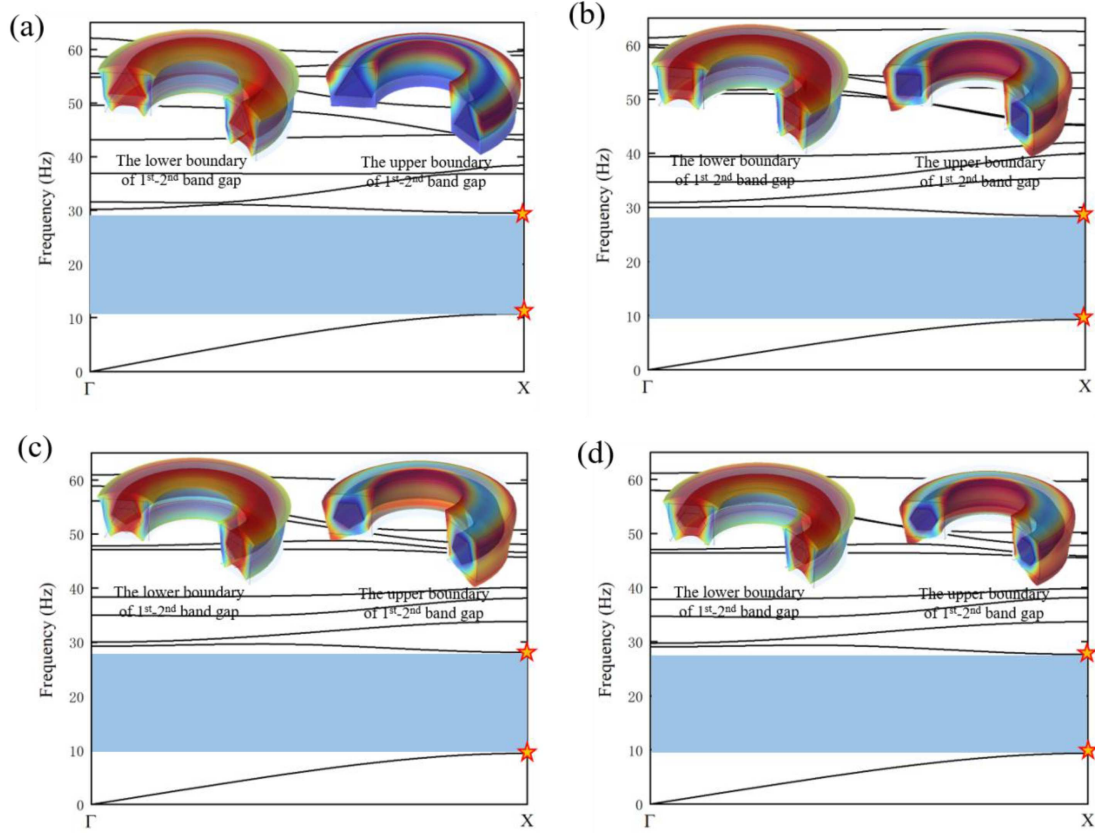 (a)
60
50
40
30
20
10
0
Frequency (Hz)
The lower boundary
of 1st-2nd band gap
The upper boundary
of 1st-2nd band gap
Γ
X
(b)
60
50
40
30
20
10
0
Frequency (Hz)
The lower boundary
of 1st 2nd band gap
The upper boundary
of 1st 2nd band gap
Γ
X
(c)
60
50
40
30
20
10
0
Frequency (Hz)
The lower boundary
of 1st-2nd band gap
The upper boundary
of 1st-2nd band gap
Γ
X
(d)
60
50
40
30
20
10
0
Frequency (Hz)
The lower boundary
of 1st-2nd band gap
The upper boundary
of 1st-2nd band gap
Γ
X